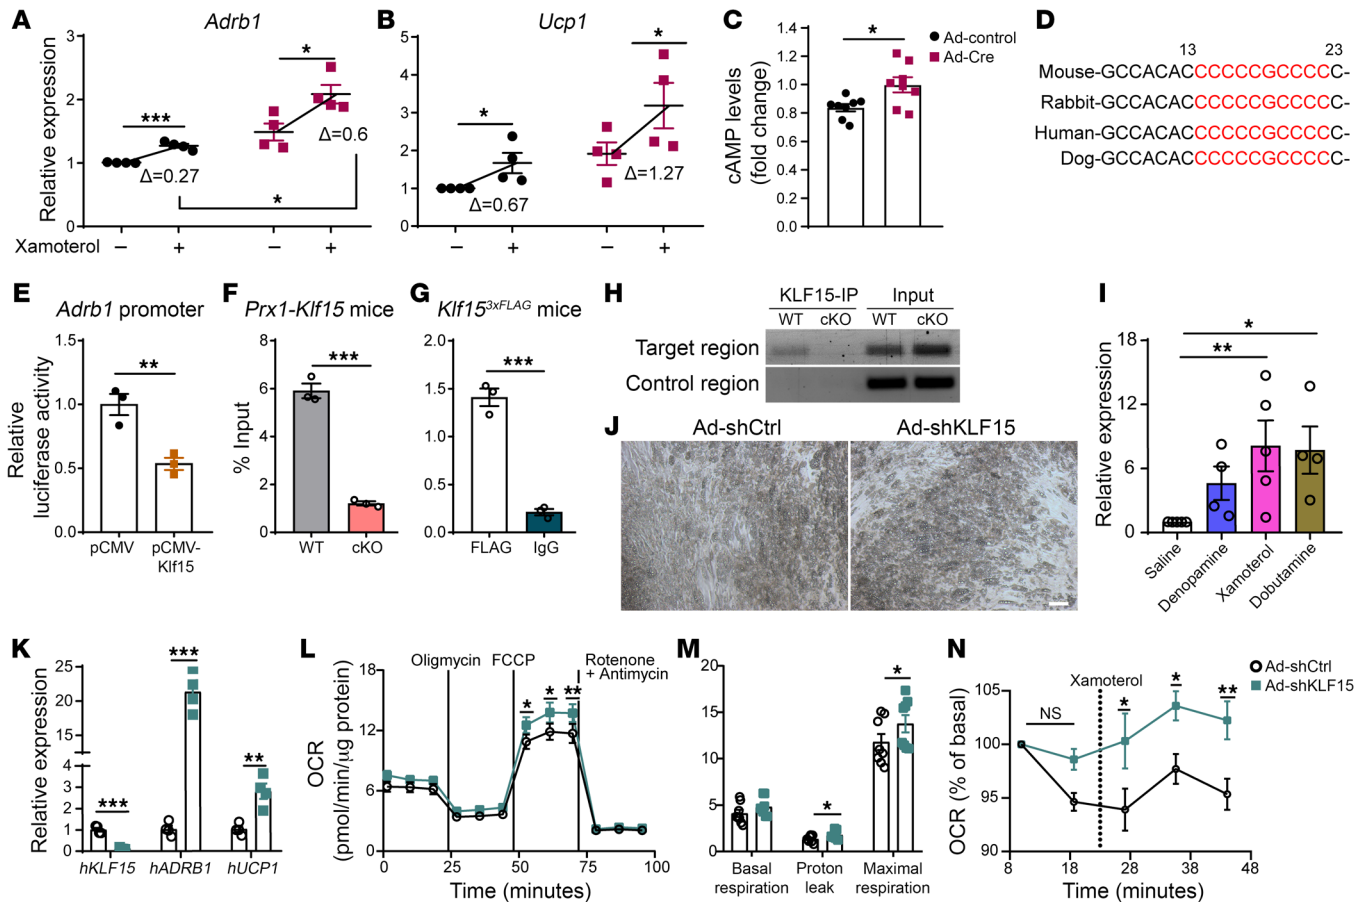 A
Adrb1
Relative expression
3
2
1
0
***
*
Δ=0.27
Δ=0.6
*
Xamoterol
−
+
−
+
B
Ucp1
5
4
3
2
1
0
*
*
Δ=0.67
Δ=1.27
−
+
−
+
C
cAMP levels
(fold change)
1.4
1.2
1.0
0.8
0.6
0.4
0.2
0.0
*
Ad-control
Ad-Cre
D
13 23
Mouse-GCCACACCCCCCGCCCCC-
Rabbit-GCCACACCCCCCGCCCCC-
Human-GCCACACCCCCCGCCCCC-
Dog-GCCACACCCCCCGCCCCC-
E
Adrb1 promoter
Relative
luciferase activity
1.5
1.0
0.5
0.0
**
pCMV
pCMV-
Klf15
F
Prx1-Klf15 mice
% Input
8
6
4
2
0
***
WT
cKO
G
Klf153xFLAG mice
2.0
1.5
1.0
0.5
0.0
***
FLAG
IgG
H
KLF15-IP Input
WT cKO WT cKO
Target region
Control region
I
Relative expression
18
12
6
0
*
**
Saline
Denopamine
Xamoterol
Dobutamine
J
Ad-shCtrl
Ad-shKLF15
K
Relative expression
25
20
15
10
4
3
2
1
0
***
***
**
hKLF15
hADRB1
hUCP1
L
OCR
(pmol/min/µg protein)
18
12
6
0
Oligmycin
FCCP
Rotenone
+ Antimycin
*
*
**
0
25
50
75
100
Time (minutes)
M
20
15
10
5
0
*
*
Basal
respiration
Proton
leak
Maximal
respiration
N
OCR (% of basal)
105
100
95
90
NS
Xamoterol
*
*
**
8
18
28
38
48
Time (minutes)
Ad-shCtrl
Ad-shKLF15